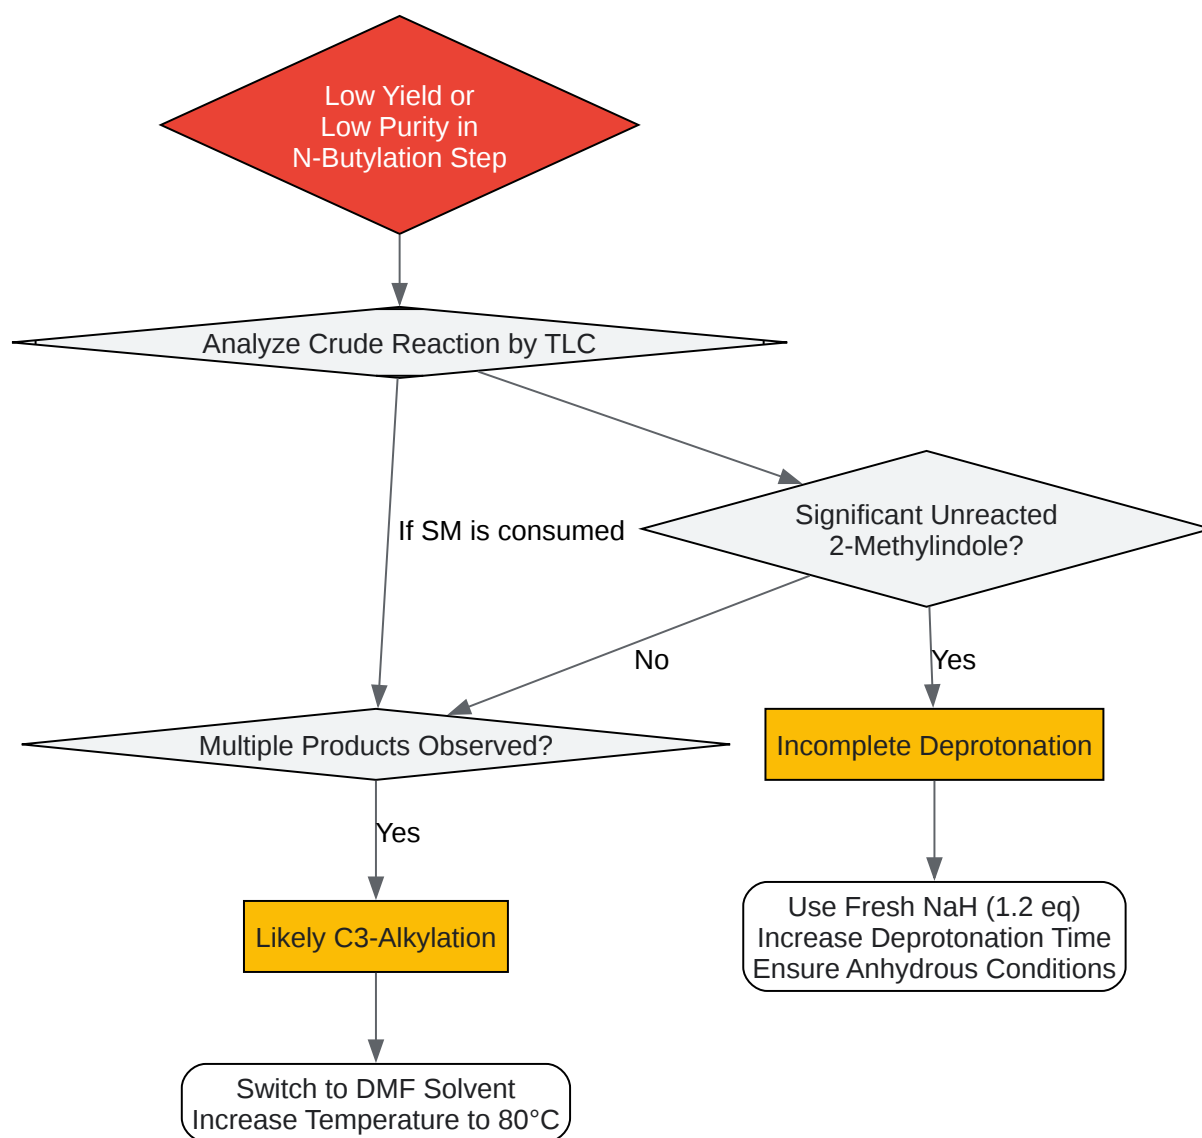 Low Yield or
Low Purity in
N-Butylation Step
Analyze Crude Reaction by TLC
If SM is consumed
Significant Unreacted
2-Methylindole?
No
Yes
Multiple Products Observed?
Incomplete Deprotonation
Yes
Likely C3-Alkylation
Use Fresh NaH (1.2 eq)
Increase Deprotonation Time
Ensure Anhydrous Conditions
Switch to DMF Solvent
Increase Temperature to 80°C